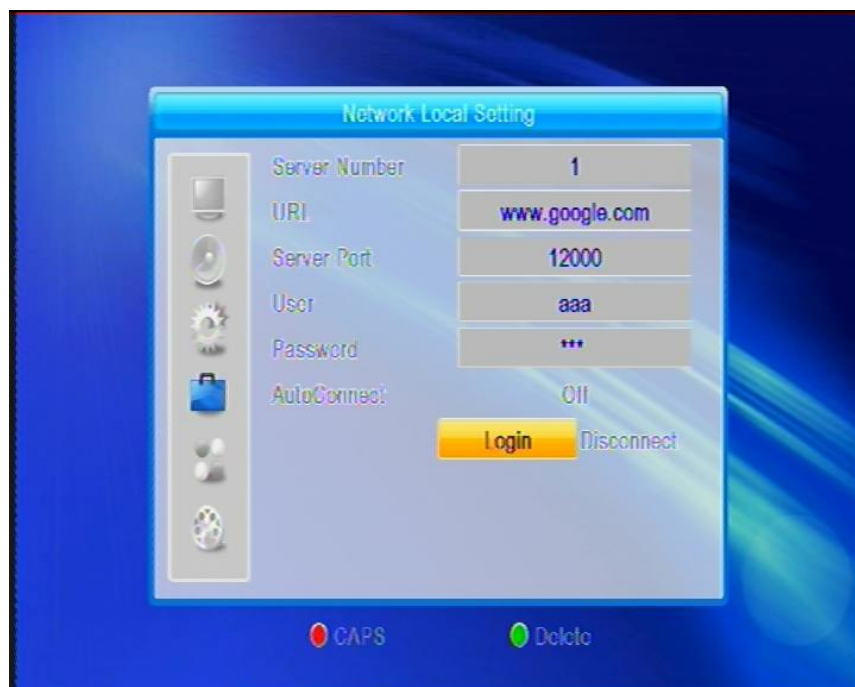 Network Local Setting
Server Number 1
URL www.google.com
Server Port 12000
User aaa
Password ***
AutoConnect Off
Login Disconnect
CAPS Delete